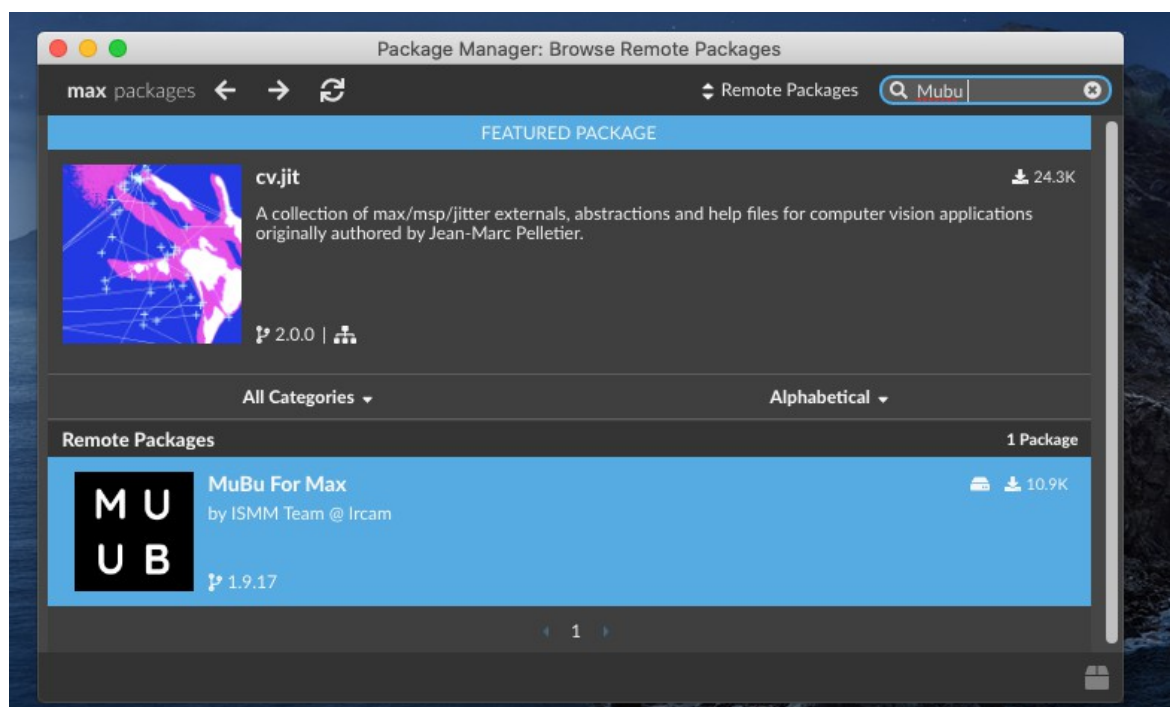 Package Manager: Browse Remote Packages
max packages
Remote Packages
Mubu
FEATURED PACKAGE
cv.jit
24.3K
A collection of max/msp/jitter externals, abstractions and help files for computer vision applications
originally authored by Jean-Marc Pelletier.
2.0.0 |
All Categories
Alphabetical
Remote Packages
1 Package
M U
U B
MuBu For Max
10.9K
by ISMM Team @ Ircam
1.9.17
1